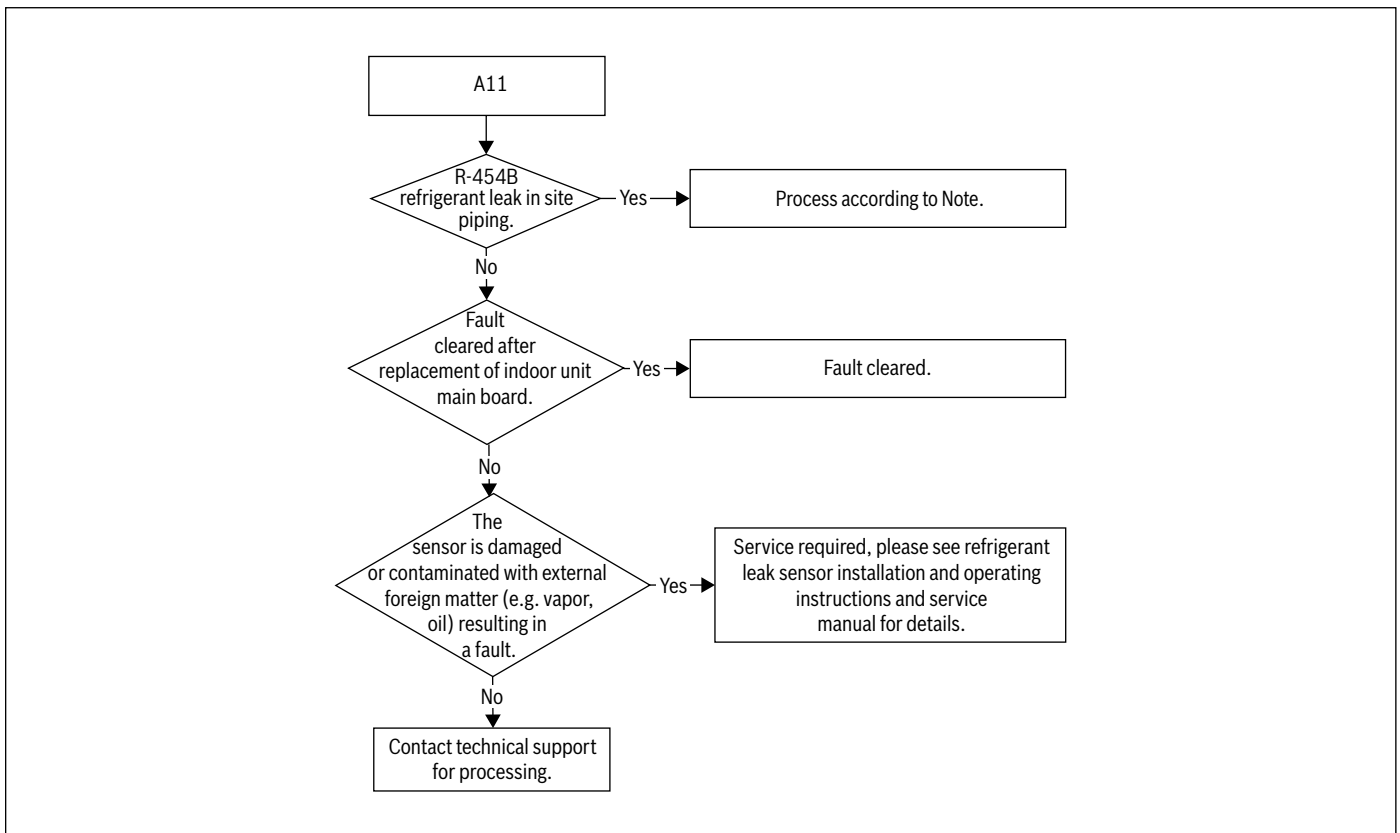 A11
R-454B
refrigerant leak in site
piping.
Yes
Process according to Note.
No
Fault
cleared after
replacement of indoor unit
main board.
Yes
Fault cleared.
No
The
sensor is damaged
or contaminated with external
foreign matter (e.g. vapor,
oil) resulting in
a fault.
Yes
Service required, please see refrigerant
leak sensor installation and operating
instructions and service
manual for details.
No
Contact technical support
for processing.